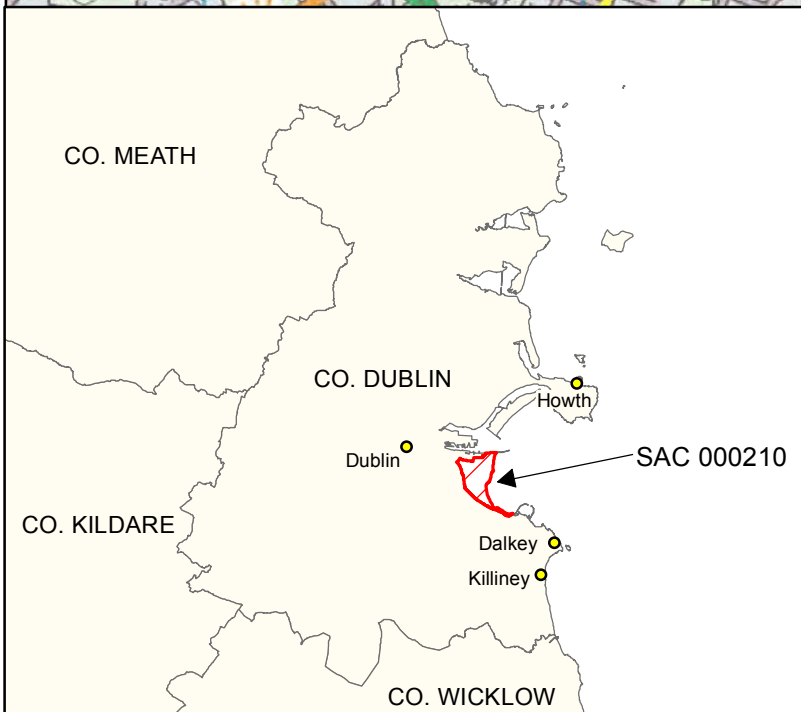 CO. MEATH
CO. DUBLIN
Howth
Dublin
SAC 000210
CO. KILDARE
Dalkey
Killiney
CO. WICKLOW